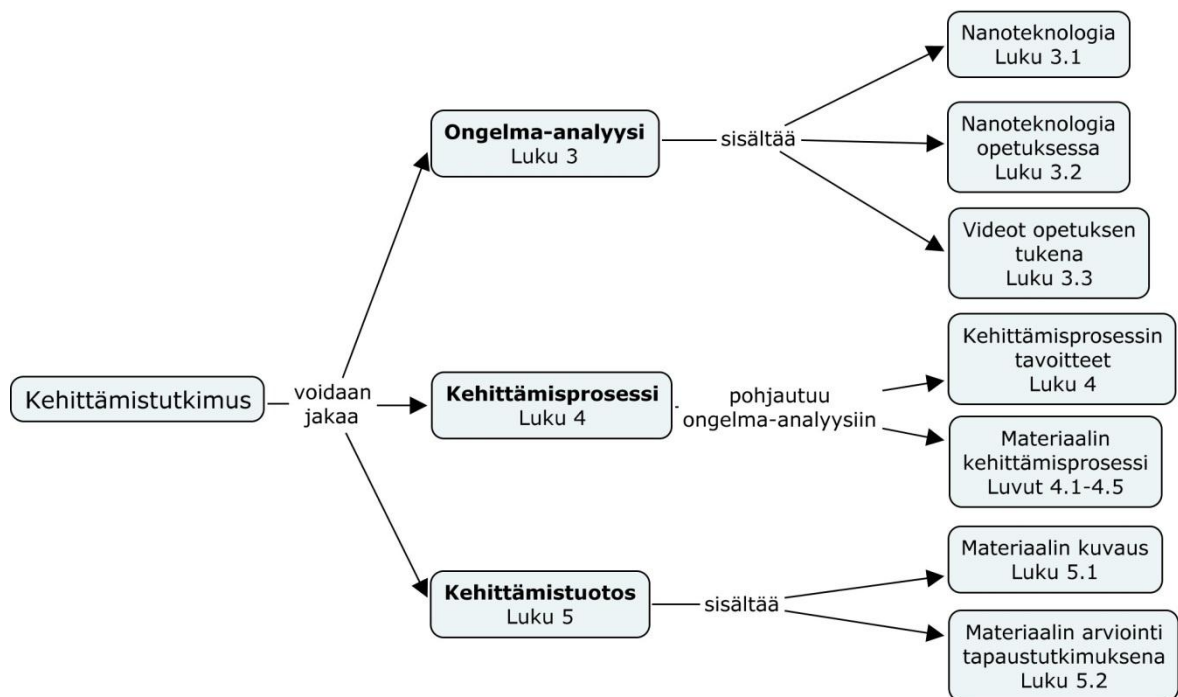 Kehittämistutkimus
voidaan
jakaa
Ongelma-analyysi
Luku 3
sisältää
Nanoteknologia
Luku 3.1
Nanoteknologia
opetuksessa
Luku 3.2
Videot opetuksen
tukena
Luku 3.3
Kehittämisprosessi
Luku 4
pohjautuu
ongelma-analyysiin
Kehittämisprosessin
tavoitteet
Luku 4
Materiaalin
kehittämisprosessi
Luvut 4.1-4.5
Kehittämistuotos
Luku 5
sisältää
Materiaalin kuvaus
Luku 5.1
Materiaalin arviointi
tapaustutkimuksena
Luku 5.2